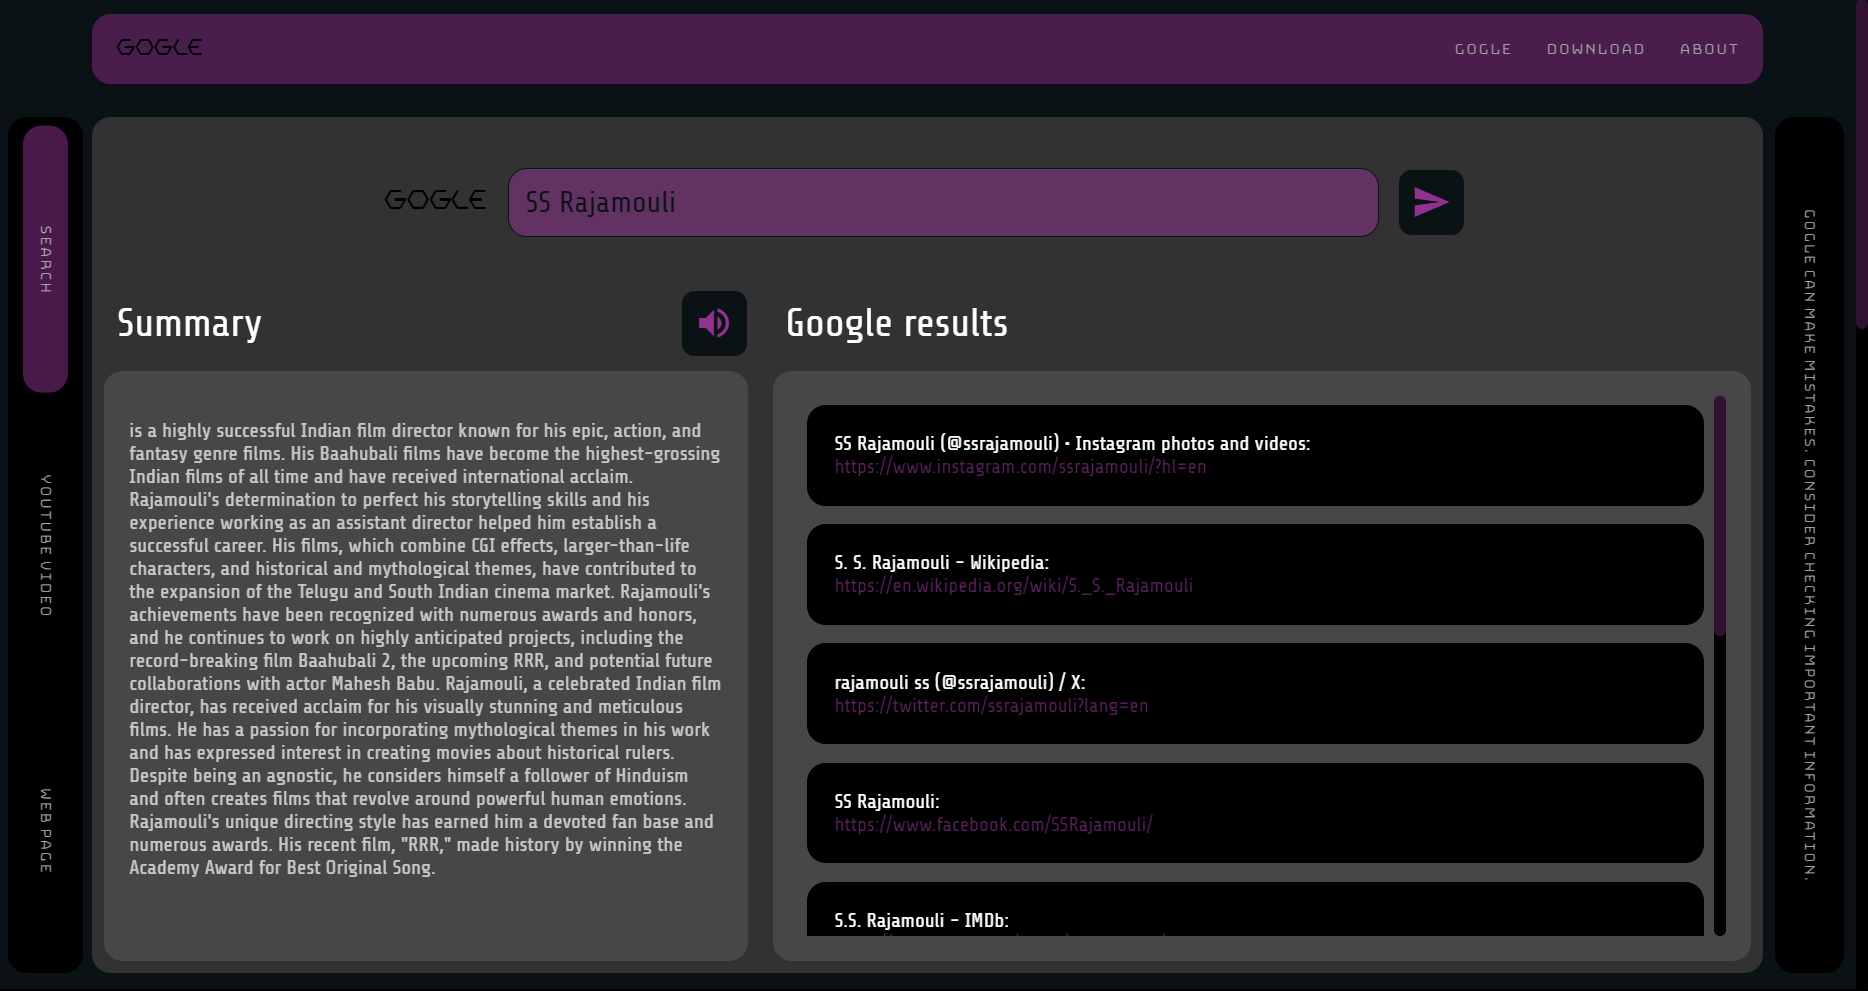 GOGLE
GOGLE DOWNLOAD ABOUT
SEARCH
YOUTUBE VIDEO
WEB PAGE
GOGLE
SS Rajamouli
Summary
is a highly successful Indian film director known for his epic, action, and
fantasy genre films. His Baahubali films have become the highest-grossing
Indian films of all time and have received international acclaim.
Rajamouli's determination to perfect his storytelling skills and his
experience working as an assistant director helped him establish a
successful career. His films, which combine CGI effects, larger-than-life
characters, and historical and mythological themes, have contributed to
the expansion of the Telugu and South Indian cinema market. Rajamouli's
achievements have been recognized with numerous awards and honors,
and he continues to work on highly anticipated projects, including the
record-breaking film Baahubali 2, the upcoming RRR, and potential future
collaborations with actor Mahesh Babu. Rajamouli, a celebrated Indian film
director, has received acclaim for his visually stunning and meticulous
films. He has a passion for incorporating mythological themes in his work
and has expressed interest in creating movies about historical rulers.
Despite being an agnostic, he considers himself a follower of Hinduism
and often creates films that revolve around powerful human emotions.
Rajamouli's unique directing style has earned him a devoted fan base and
numerous awards. His recent film, "RRR," made history by winning the
Academy Award for Best Original Song.
Google results
SS Rajamouli (@ssrajamouli) • Instagram photos and videos:
https://www.instagram.com/ssrajamouli/?hl=en
S. S. Rajamouli - Wikipedia:
https://en.wikipedia.org/wiki/S._S._Rajamouli
rajamouli ss (@ssrajamouli) / X:
https://twitter.com/ssrajamouli?lang=en
SS Rajamouli:
https://www.facebook.com/SSRajamouli/
S.S. Rajamouli - IMDb:
GOGLE CAN MAKE MISTAKES. CONSIDER CHECKING IMPORTANT INFORMATION.